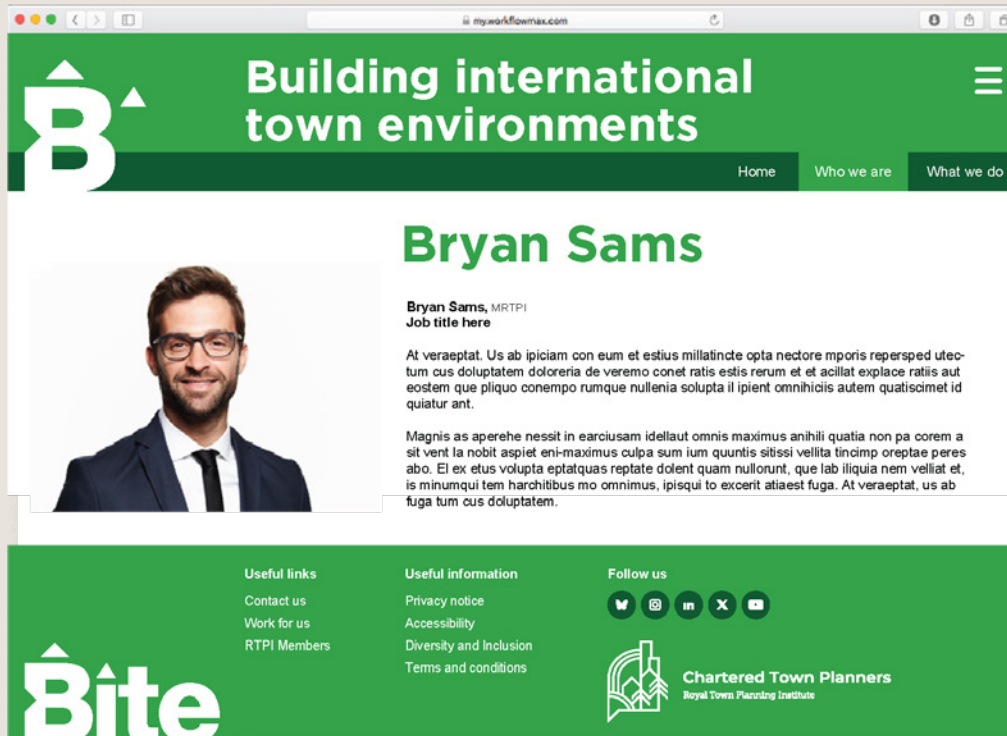 my.workflowmax.com
B
Building international
town environments
Home
Who we are
What we do
Bryan Sams
Bryan Sams, MRTPI
Job title here
At veraeptat. Us ab ipiciam con eum et estius millatincte opta nectore mporis repersped utec-
tum cus doluptatem doloreria de veremo conet ratis estis rerum et et acillat explace ratiis aut
eostem que pliquo conempo rumque nullenia solupta il ipient omnihiciis autem quatiscimet id
quiatur ant.
Magnis as aperehe nessit in earciusam idellaut omnis maximus anihili quatia non pa corem a
sit vent la nobit aspiet eni-maximus culpa sum ium quuntis sitissi vellita tincimp oreptae peres
abo. El ex etus volupta eptatquas reptate dolent quam nullorunt, que lab iliquia nem velliat et,
is minumqui tem harchitibus mo omnimus, ipisqui to excerit atiaest fuga. At veraeptat, us ab
fuga tum cus doluptatem.
Useful links
Contact us
Work for us
RTPI Members
Useful information
Privacy notice
Accessibility
Diversity and Inclusion
Terms and conditions
Follow us
in
X
Bite
Chartered Town Planners
Royal Town Planning Institute